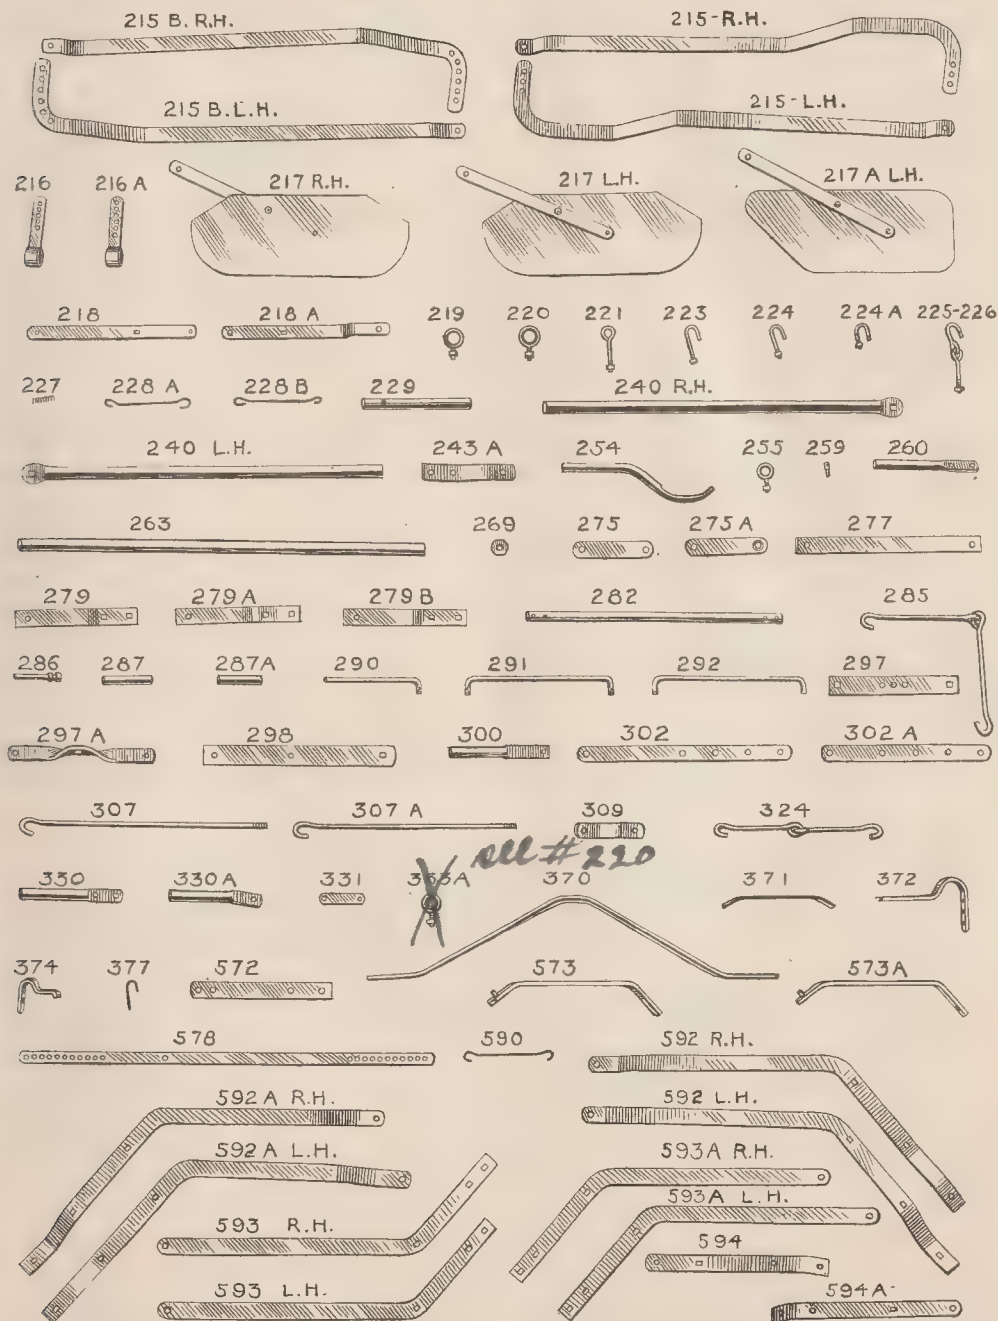 215 B. R.H. 215-R.H.
215 B. L.H. 215-L.H.
216 216 A 217 R.H. 217 L.H. 217 A L.H.
218 218 A 219 220 221 223 224 224A 225-226
227 228 A 228 B 229 240 R.H.
240 L.H. 243 A 254 255 259 260
263 269 275 275 A 277
279 279 A 279 B 282 285
286 287 287A 290 291 292 297
297 A 298 300 302 302 A
307 307 A 309 324
all # 220
330 330A 331 333A 370 371 372
374 377 572 573 573A
578 590 592 R.H.
592 A R.H. 592 L.H.
592 A L.H. 593A R.H.
593 R.H. 593A L.H.
593 L.H. 594
594 A